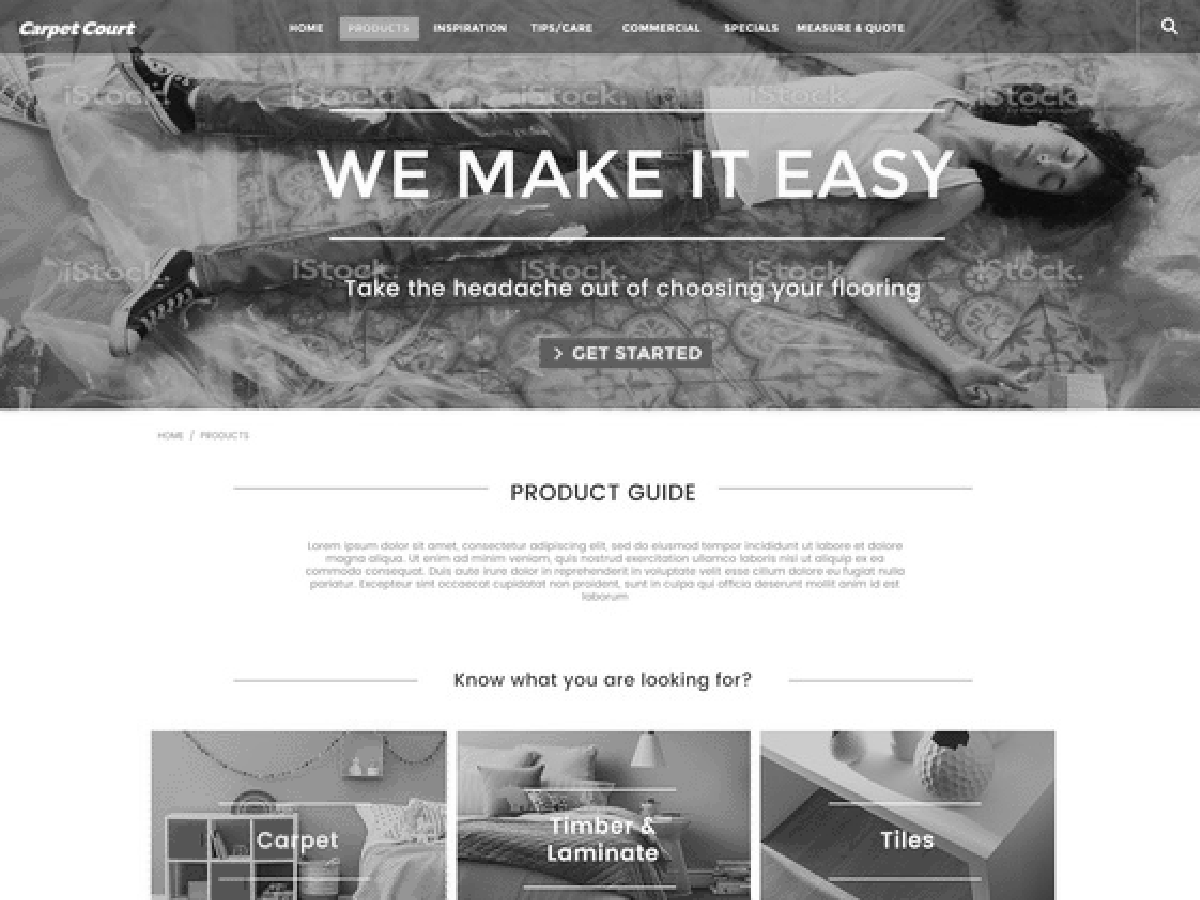 Carpet Court
HOME PRODUCTS INSPIRATION TIPS/CARE COMMERCIAL SPECIALS MEASURE & QUOTE
iStock. iStock. iStock. iStock. iStock.
WE MAKE IT EASY
iStock. iStock. iStock. iStock. iStock.
Take the headache out of choosing your flooring
> GET STARTED
HOME / PRODUCTS
PRODUCT GUIDE
Lorem ipsum dolor sit amet, consectetur adipiscing elit, sed do eiusmod tempor incididunt ut labore et dolore
magna aliqua. Ut enim ad minim veniam, quis nostrud exercitation ullamco laboris nisi ut aliquip ex ea
commodo consequat. Duis aute irure dolor in reprehenderit in voluptate velit esse cillum dolore eu fugiat nulla
pariatur. Excepteur sint occaecat cupidatat non proident, sunt in culpa qui officia deserunt mollit anim id est
laborum
Know what you are looking for?
Carpet
Timber &
Laminate
Tiles